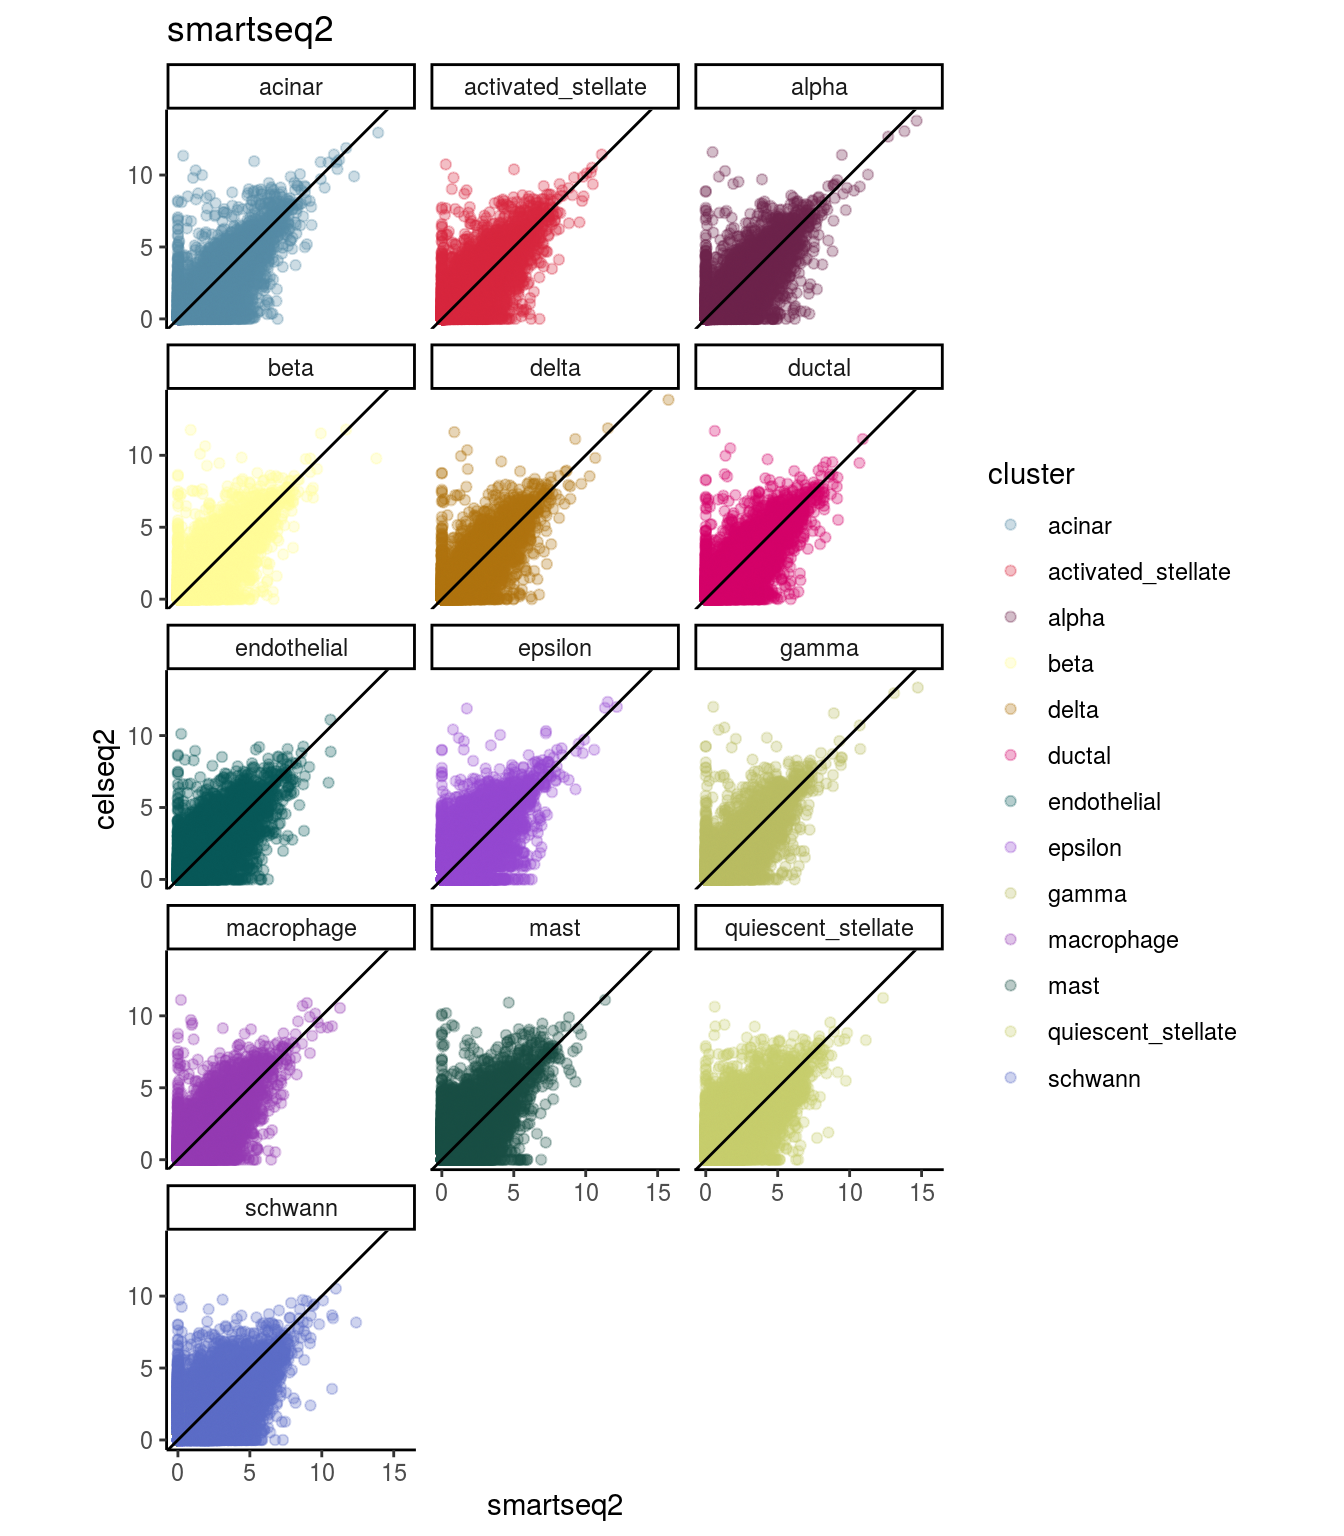 smartseq2
acinar activated_stellate alpha
10
5
0
beta delta ductal
10
5
0
endothelial epsilon gamma
10
5
0
macrophage mast quiescent_stellate
10
5
0
0 5 10 15 0 5 10 15
schwann
10
5
0
0 5 10 15
smartseq2
celseq2
cluster
acinar
activated_stellate
alpha
beta
delta
ductal
endothelial
epsilon
gamma
macrophage
mast
quiescent_stellate
schwann